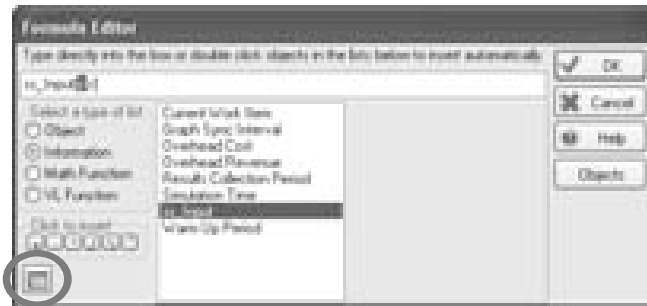 Formula Editor
Type directly into the box or double click objects in the lists below to insert automatically
OK
Cancel
Help
Objects
Select a type of list
Object
Information
Math Function
VL Function
Click to insert
Current Work Item
Graph Sync Interval
Overhead Cost
Overhead Revenue
Results Collection Period
Simulation Time
Warm Up Period